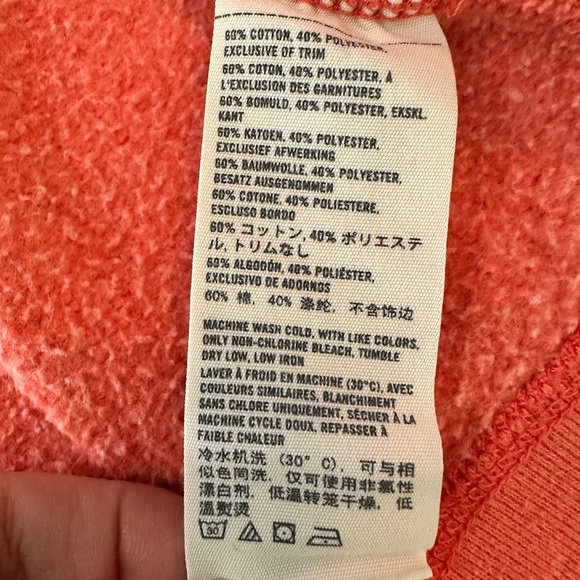 60% COTTON, 40% POLYESTER,
EXCLUSIVE OF TRIM
60% COTON, 40% POLYESTER, À
L'EXCLUSION DES GARNITURES
60% BOMULD, 40% POLYESTER, EKSKL.
KANT
60% KATOEN, 40% POLYESTER,
EXCLUSIEF AFWERKING
60% BAUMWOLLE, 40% POLYESTER,
BESATZ AUSGENOMMEN
60% COTONE, 40% POLIESTERE,
ESCLUSO BORDO
60% コットン, 40% ポリエステ
ル, トリムなし
60% ALGODÓN, 40% POLIÉSTER,
EXCLUSIVO DE ADORNOS
60% 棉, 40% 涤纶, 不含饰边
MACHINE WASH COLD, WITH LIKE COLORS,
ONLY NON-CHLORINE BLEACH, TUMBLE
DRY LOW, LOW IRON
LAVER À FROID EN MACHINE (30°C), AVEC
COULEURS SIMILAIRES, BLANCHIMENT
SANS CHLORE UNIQUEMENT, SÉCHER À LA
MACHINE CYCLE DOUX, REPASSER À
FAIBLE CHALEUR
冷水机洗 (30° C), 可与相
似色同洗, 仅可使用非氯性
漂白剂, 低温转笼干燥, 低
温熨烫
30